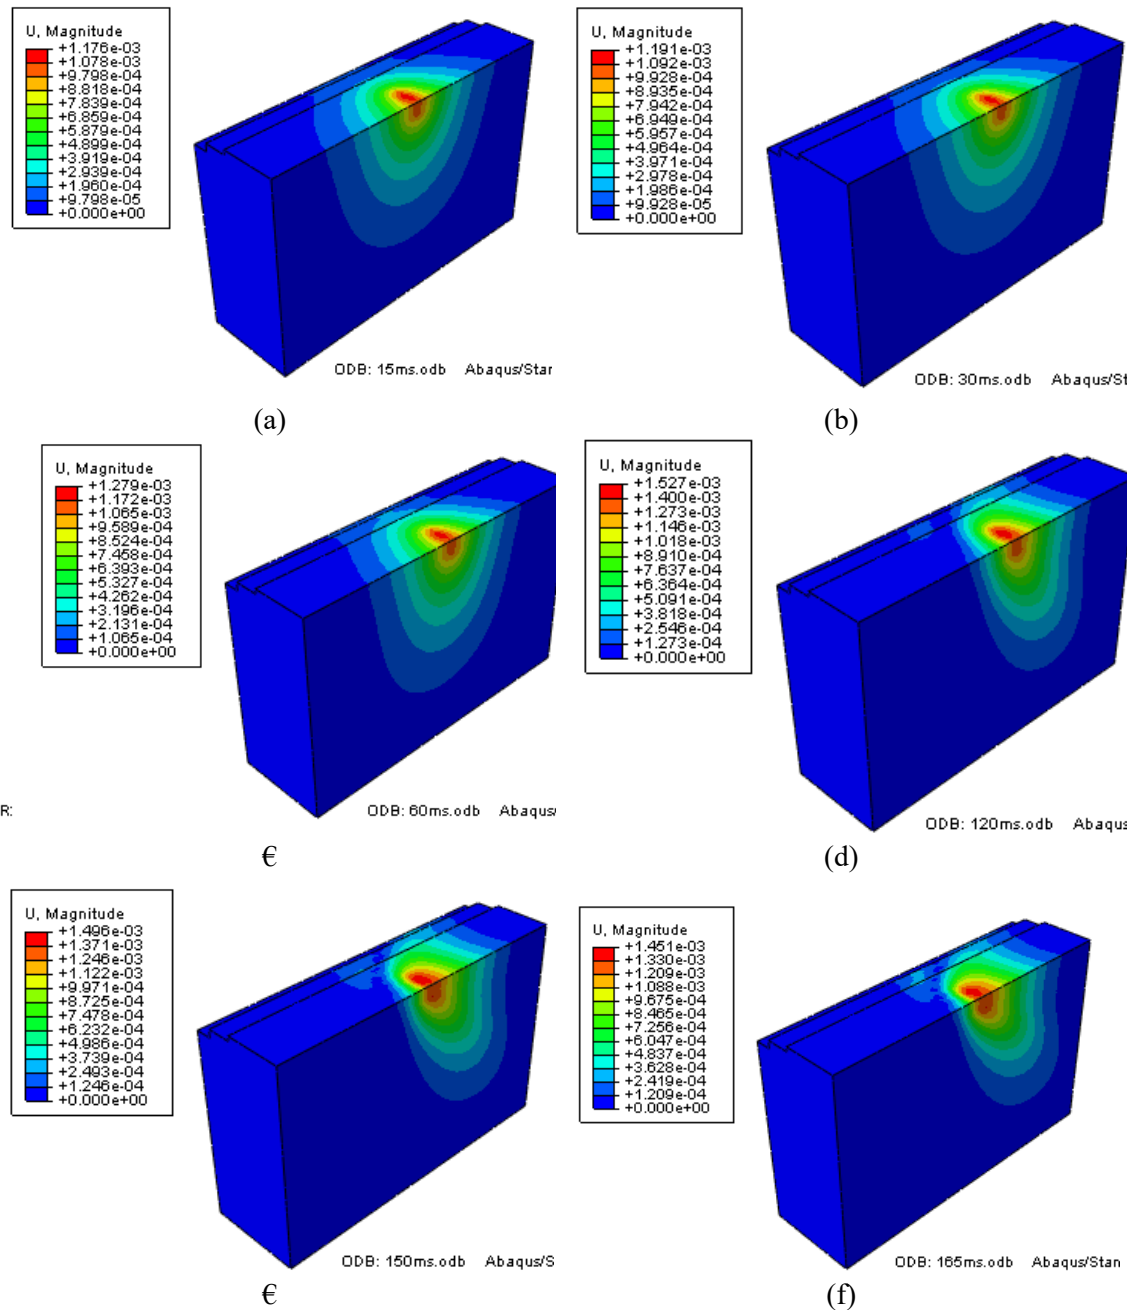 U, Magnitude
+1.176e-03
+1.078e-03
+9.798e-04
+8.818e-04
+7.839e-04
+6.859e-04
+5.879e-04
+4.899e-04
+3.919e-04
+2.939e-04
+1.960e-04
+9.798e-05
+0.000e+00
ODB: 15ms.odb Abaqus/Stan
(a)
U, Magnitude
+1.191e-03
+1.092e-03
+9.928e-04
+8.935e-04
+7.942e-04
+6.949e-04
+5.957e-04
+4.964e-04
+3.971e-04
+2.978e-04
+1.986e-04
+9.928e-05
+0.000e+00
ODB: 30ms.odb Abaqus/St
(b)
U, Magnitude
+1.279e-03
+1.172e-03
+1.065e-03
+9.589e-04
+8.524e-04
+7.458e-04
+6.393e-04
+5.327e-04
+4.262e-04
+3.196e-04
+2.131e-04
+1.065e-04
+0.000e+00
R:
ODB: 60ms.odb Abaqus/
€
U, Magnitude
+1.527e-03
+1.400e-03
+1.273e-03
+1.146e-03
+1.018e-03
+8.910e-04
+7.637e-04
+6.364e-04
+5.091e-04
+3.818e-04
+2.546e-04
+1.273e-04
+0.000e+00
ODB: 120ms.odb Abaqus
(d)
U, Magnitude
+1.496e-03
+1.371e-03
+1.246e-03
+1.122e-03
+9.971e-04
+8.725e-04
+7.478e-04
+6.232e-04
+4.986e-04
+3.739e-04
+2.493e-04
+1.246e-04
+0.000e+00
ODB: 150ms.odb Abaqus/S
€
U, Magnitude
+1.451e-03
+1.330e-03
+1.209e-03
+1.088e-03
+9.675e-04
+8.465e-04
+7.256e-04
+6.047e-04
+4.837e-04
+3.628e-04
+2.419e-04
+1.209e-04
+0.000e+00
ODB: 165ms.odb Abaqus/Stan
(f)